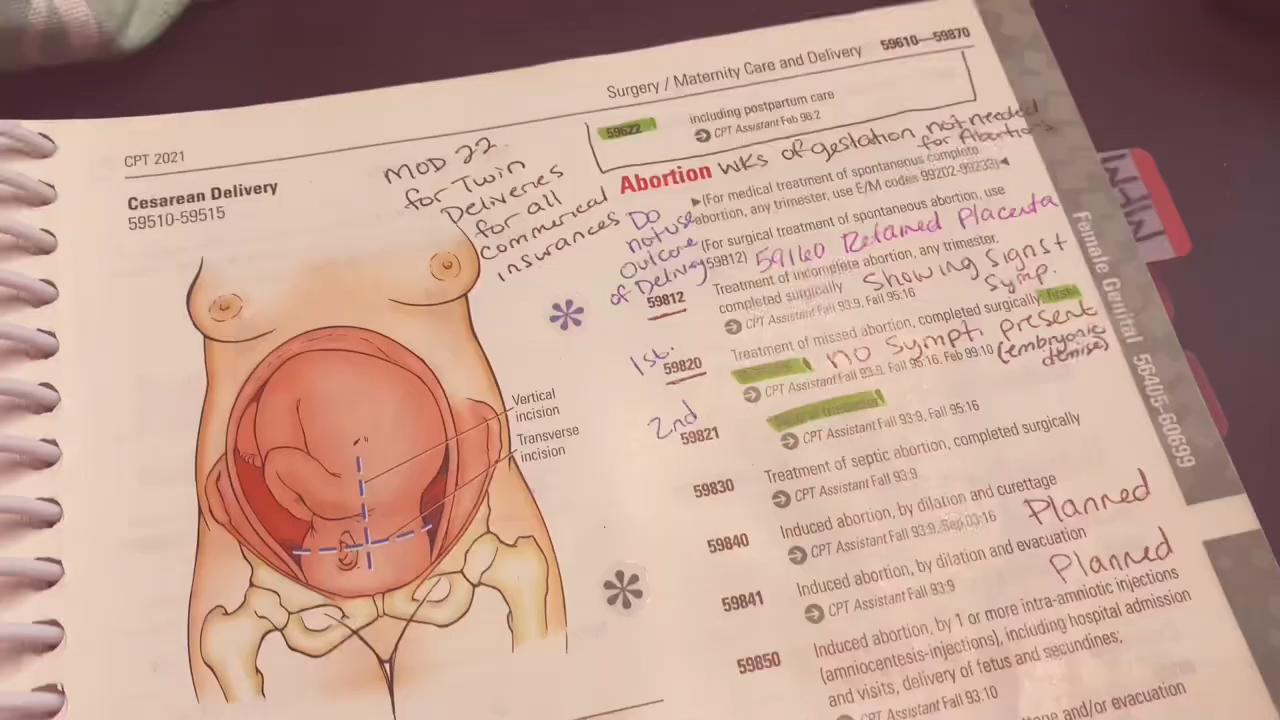 Surgery / Maternity Care and Delivery 59610—59870
CPT 2021
Cesarean Delivery
59510-59515
MOD 22
for Twin
Deliveries
for all
commerical
insurances
Vertical
incision
Transverse
incision
59622 including postpartum care
CPT Assistant Feb 96:2
Abortion wks of gestation not needed
for Abortions
▶(For medical treatment of spontaneous complete
abortion, any trimester, use E/M codes 99202-99233)◀
(For surgical treatment of spontaneous abortion, use
59812) 59160 Retained Placenta
Do
not use
Outcome
of Delivery
59812 Treatment of incomplete abortion, any trimester,
completed surgically showing signs +
symp.
CPT Assistant Fall 93:9, Fall 95:16
1st. 59820 Treatment of missed abortion, completed surgically; first
no sympt. present
(embryonic
demise)
CPT Assistant Fall 93:9, Fall 95:16, Feb 99:10
2nd 59821
CPT Assistant Fall 93:9, Fall 95:16
59830 Treatment of septic abortion, completed surgically
CPT Assistant Fall 93:9
59840 Induced abortion, by dilation and curettage Planned
CPT Assistant Fall 93:9,
59841 Induced abortion, by dilation and evacuation Planned
CPT Assistant Fall 93:9
59850 Induced abortion, by 1 or more intra-amniotic injections
(amniocentesis-injections), including hospital admission
and visits, delivery of fetus and secundines;
CPT Assistant Fall 93:10
and/or evacuation
Female Genital 56405-60699